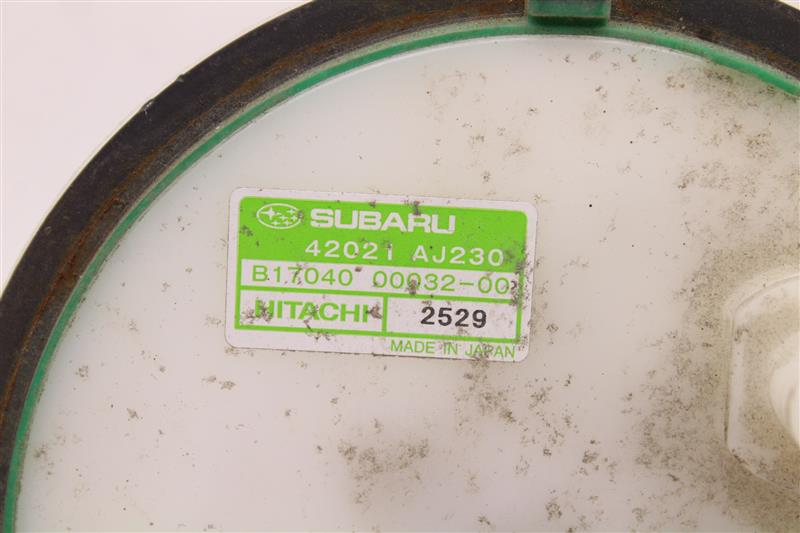 SUBARU
42021 AJ230
B17040 00032-00
HITACHI 2529
MADE IN JAPAN